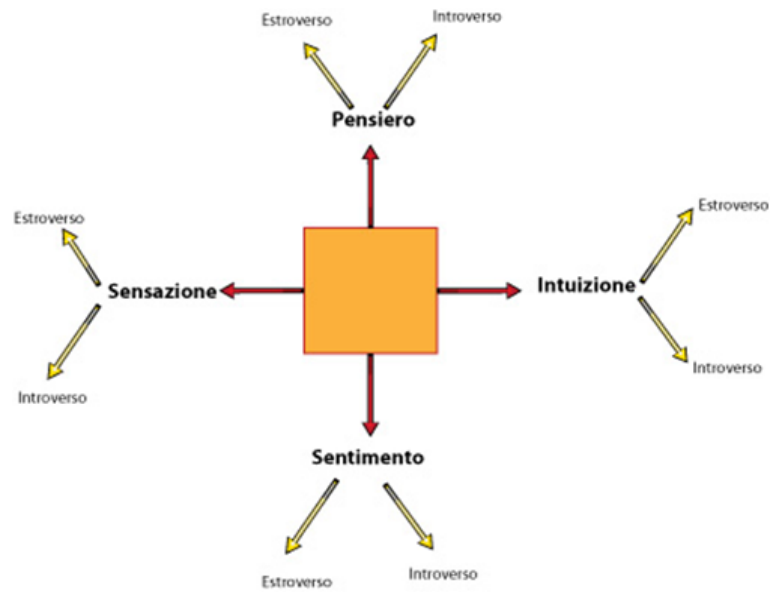 Estroverso
Introverso
Pensiero
Estroverso
Sensazione
Introverso
Intuizione
Estroverso
Introverso
Sentimento
Estroverso
Introverso